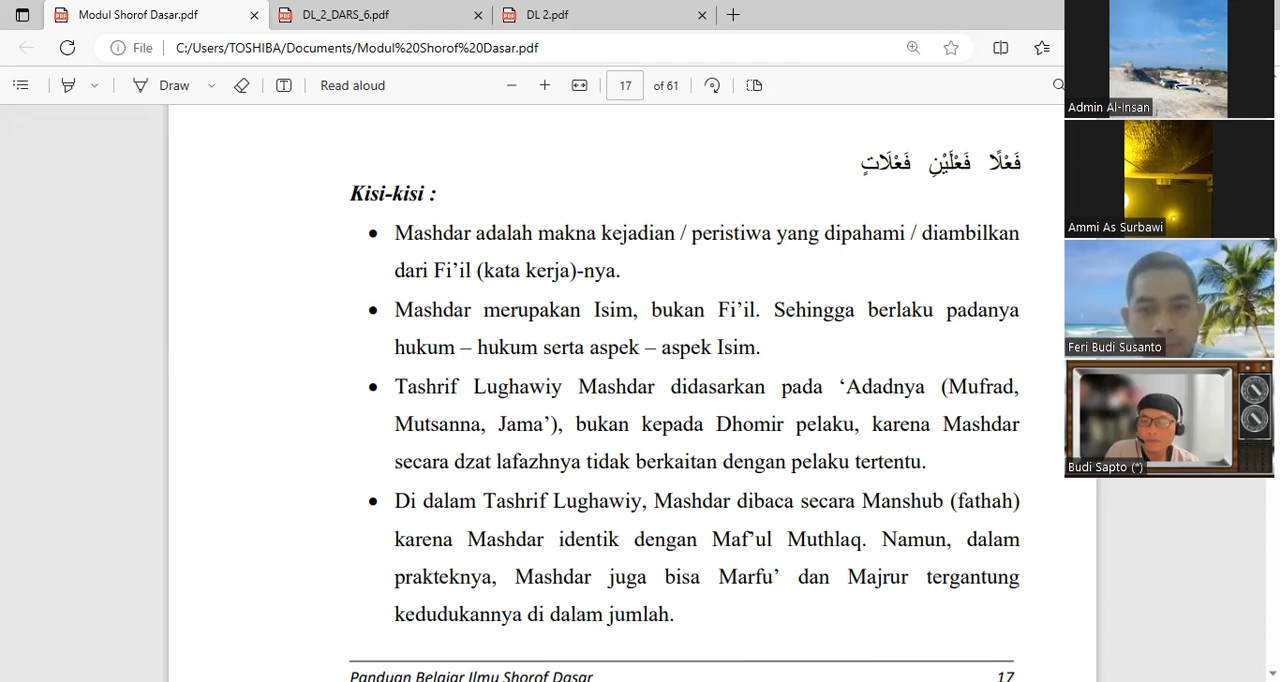 Modul Shorof Dasar.pdf
DL_2_DARS_6.pdf
DL 2.pdf
File
C:/Users/TOSHIBA/Documents/Modul%20Shorof%20Dasar.pdf
Draw
Read aloud
17
of 61
فَعْلًا فَعْلَيْنِ فَعْلَاتٍ
Kisi-kisi :
• Mashdar adalah makna kejadian / peristiwa yang dipahami / diambilkan
dari Fi’il (kata kerja)-nya.
• Mashdar merupakan Isim, bukan Fi’il. Sehingga berlaku padanya
hukum – hukum serta aspek – aspek Isim.
• Tashrif Lughawiy Mashdar didasarkan pada ‘Adadnya (Mufrad,
Mutsanna, Jama’), bukan kepada Dhomir pelaku, karena Mashdar
secara dzat lafazhnya tidak berkaitan dengan pelaku tertentu.
• Di dalam Tashrif Lughawiy, Mashdar dibaca secara Manshub (fathah)
karena Mashdar identik dengan Maf’ul Muthlaq. Namun, dalam
prakteknya, Mashdar juga bisa Marfu’ dan Majrur tergantung
kedudukannya di dalam jumlah.
Panduan Belajar Ilmu Shorof Dasar
17
Admin Al-Insan
Ammi As Surbawi
Feri Budi Susanto
Budi Sapto (*)